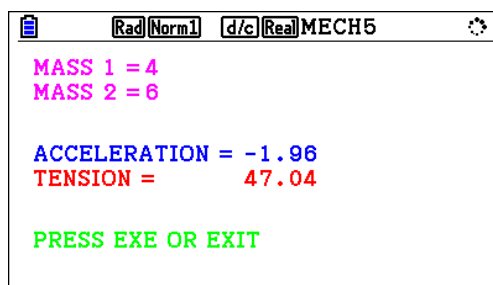 Rad Norm1 d/c Real MECH5
MASS 1 =4
MASS 2 =6
ACCELERATION = -1.96
TENSION = 47.04
PRESS EXE OR EXIT